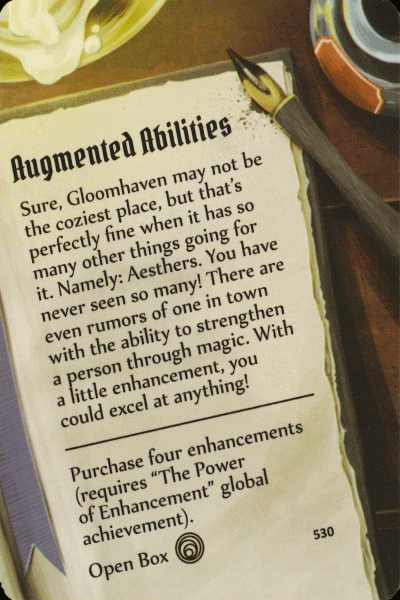 Augmented Abilities
Sure, Gloomhaven may not be
the coziest place, but that's
perfectly fine when it has so
many other things going for
it. Namely: Aesthers. You have
never seen so many! There are
even rumors of one in town
with the ability to strengthen
a person through magic. With
a little enhancement, you
could excel at anything!
Purchase four enhancements
(requires "The Power
of Enhancement" global
achievement).
Open Box
530